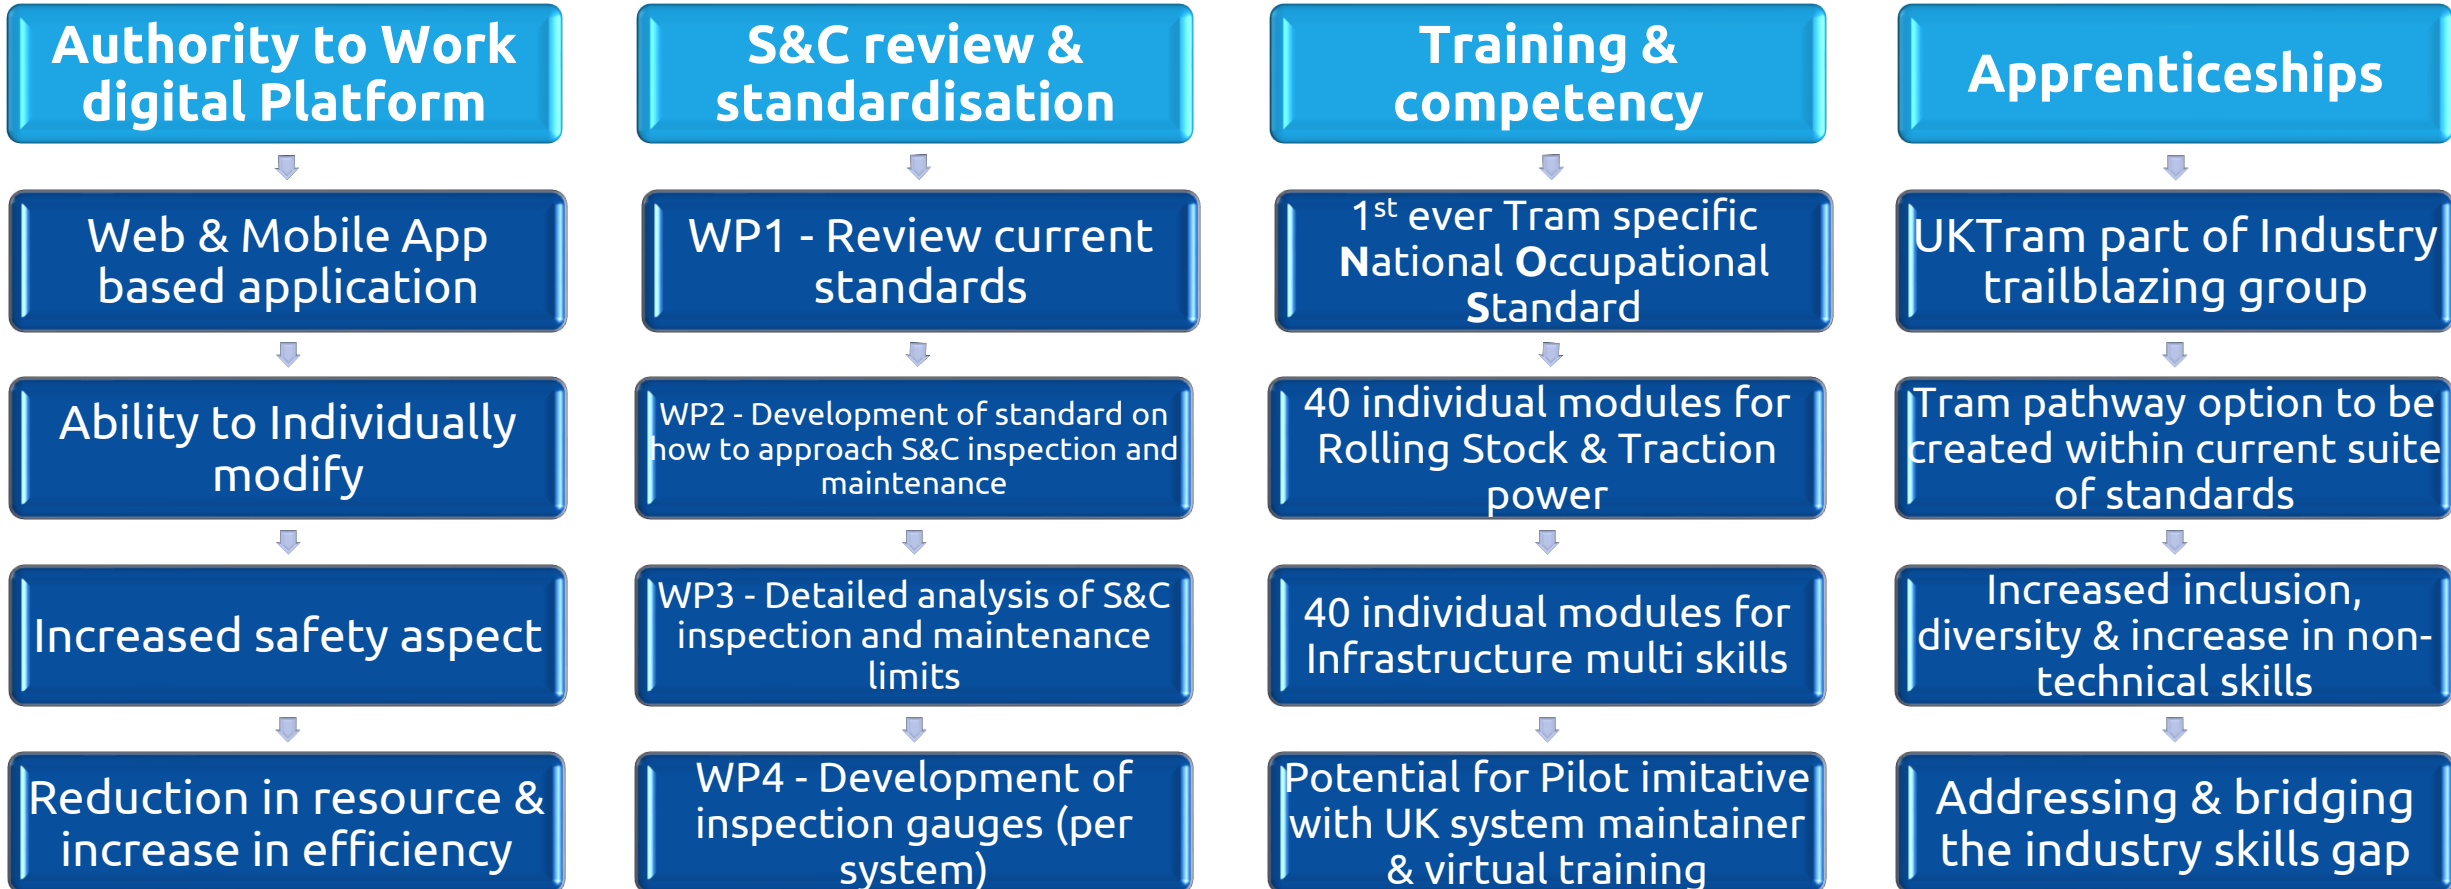 Authority to Work
digital Platform
Web & Mobile App
based application
Ability to Individually
modify
Increased safety aspect
Reduction in resource &
increase in efficiency
S&C review &
standardisation
WP1 - Review current
standards
WP2 - Development of standard on
how to approach S&C inspection and
maintenance
WP3 - Detailed analysis of S&C
inspection and maintenance
limits
WP4 - Development of
inspection gauges (per
system)
Training &
competency
1st ever Tram specific
National Occupational
Standard
40 individual modules for
Rolling Stock & Traction
power
40 individual modules for
Infrastructure multi skills
Potential for Pilot imitative
with UK system maintainer
& virtual training
Apprenticeships
UKTram part of Industry
trailblazing group
Tram pathway option to be
created within current suite
of standards
Increased inclusion,
diversity & increase in non-
technical skills
Addressing & bridging
the industry skills gap